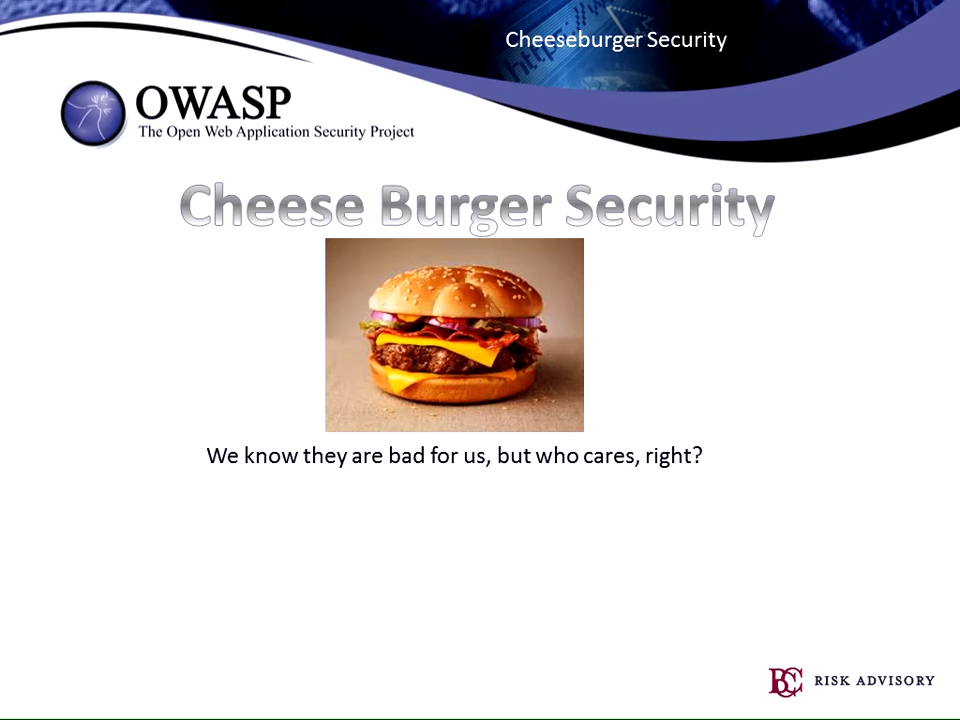 Cheeseburger Security
OWASP
The Open Web Application Security Project
Cheese Burger Security
We know they are bad for us, but who cares, right?
BCC RISK ADVISORY